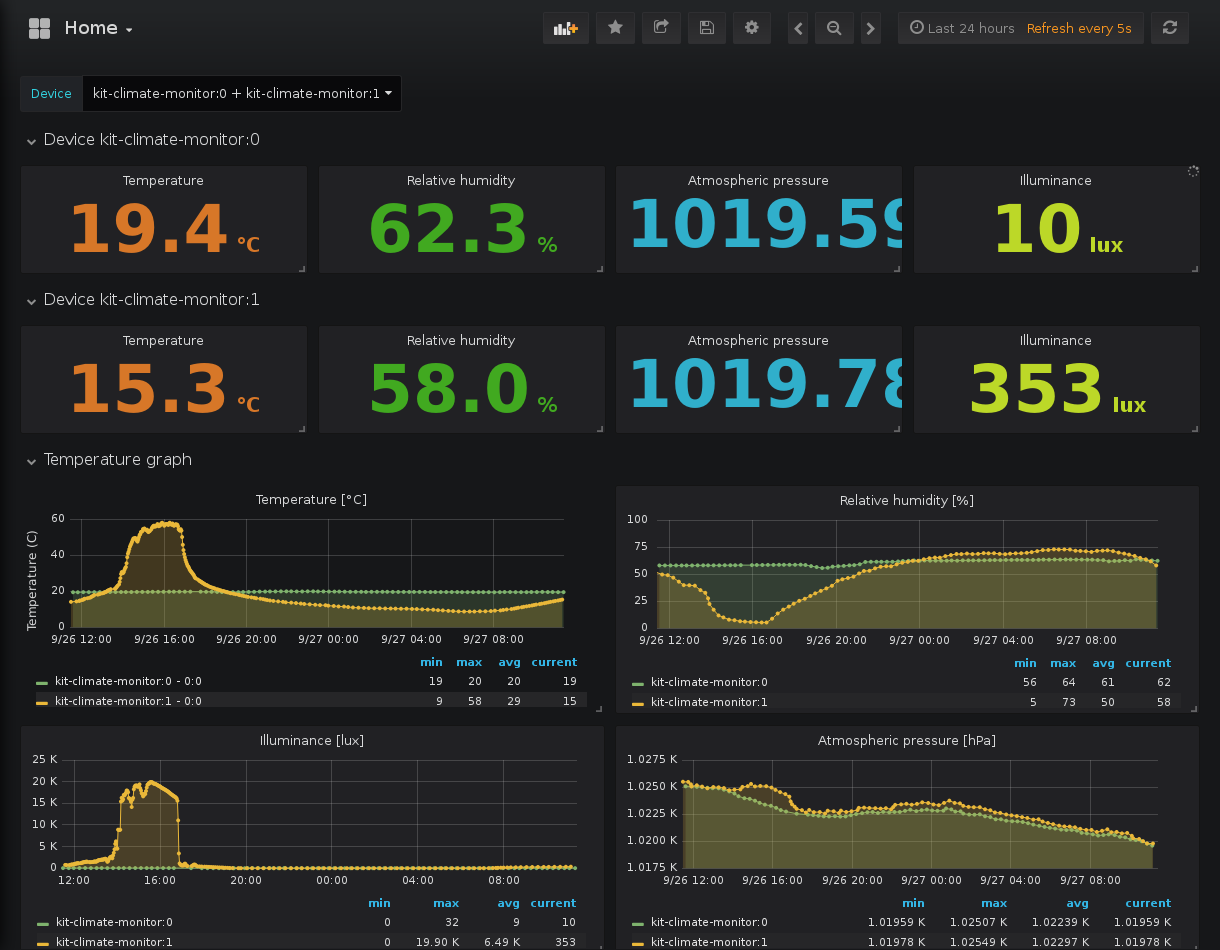 Home
Last 24 hours Refresh every 5s
Device kit-climate-monitor:0 + kit-climate-monitor:1
Device kit-climate-monitor:0
Temperature Relative humidity Atmospheric pressure Illuminance
19.4 °C 62.3 % 1019.59 10 lux
Device kit-climate-monitor:1
Temperature Relative humidity Atmospheric pressure Illuminance
15.3 °C 58.0 % 1019.78 353 lux
Temperature graph
Temperature [°C]
Temperature (C)
60
40
20
0
9/26 12:00 9/26 16:00 9/26 20:00 9/27 00:00 9/27 04:00 9/27 08:00
min max avg current
kit-climate-monitor:0 - 0:0 19 20 20 19
kit-climate-monitor:1 - 0:0 9 58 29 15
Relative humidity [%]
100
75
50
25
0
9/26 12:00 9/26 16:00 9/26 20:00 9/27 00:00 9/27 04:00 9/27 08:00
min max avg current
kit-climate-monitor:0 56 64 61 62
kit-climate-monitor:1 5 73 50 58
Illuminance [lux]
25 K
20 K
15 K
10 K
5 K
0
12:00 16:00 20:00 00:00 04:00 08:00
min max avg current
kit-climate-monitor:0 0 32 9 10
kit-climate-monitor:1 0 19.90 K 6.49 K 353
Atmospheric pressure [hPa]
1.0275 K
1.0250 K
1.0225 K
1.0200 K
1.0175 K
9/26 12:00 9/26 16:00 9/26 20:00 9/27 00:00 9/27 04:00 9/27 08:00
min max avg current
kit-climate-monitor:0 1.01959 K 1.02507 K 1.02239 K 1.01959 K
kit-climate-monitor:1 1.01978 K 1.02549 K 1.02297 K 1.01978 K